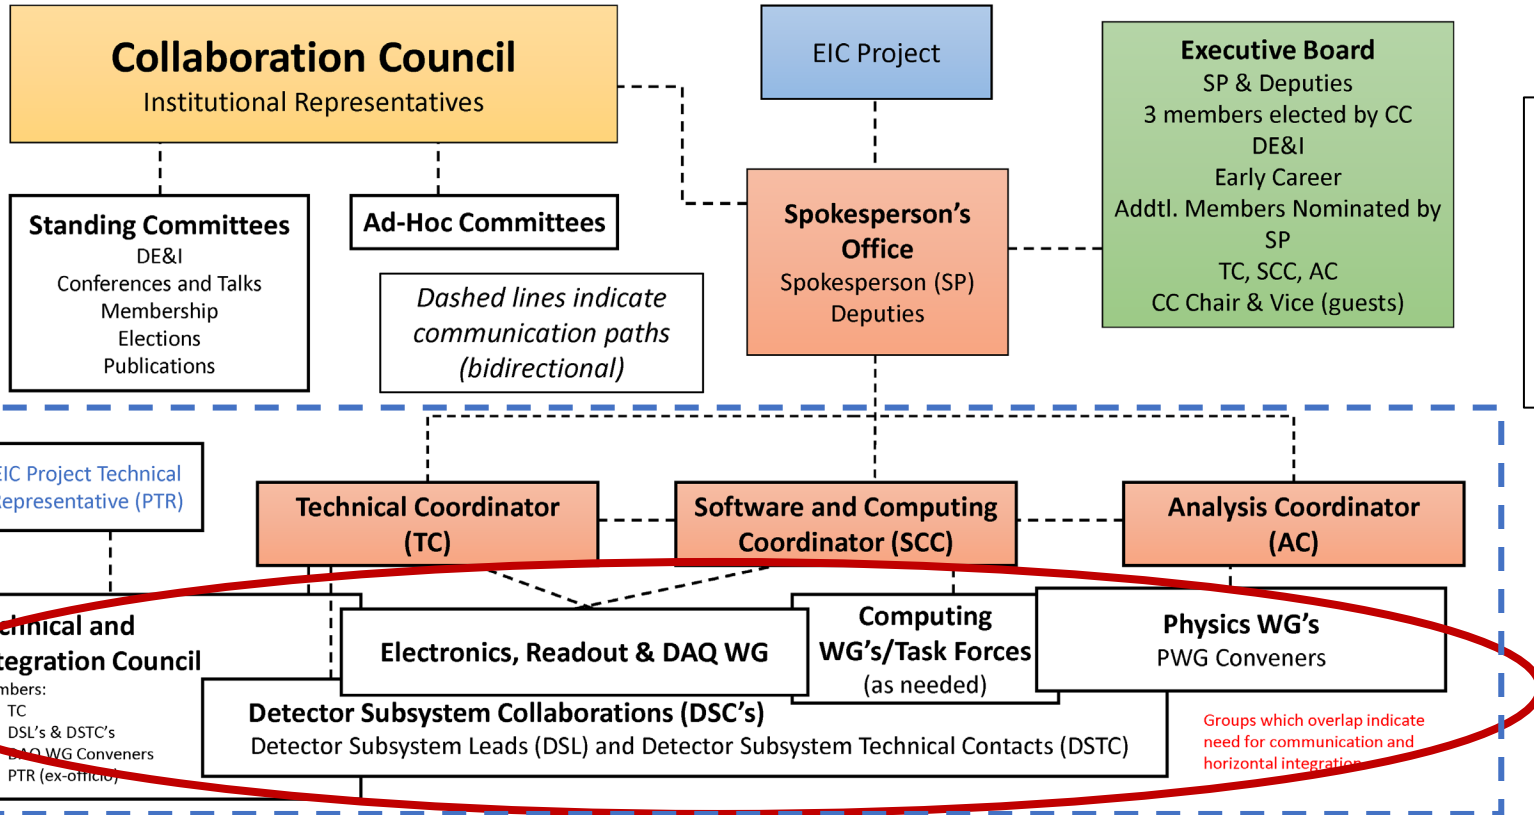 Collaboration Council
Institutional Representatives
EIC Project
Executive Board
SP & Deputies
3 members elected by CC
DE&I
Early Career
Addtl. Members Nominated by
SP
TC, SCC, AC
CC Chair & Vice (guests)
Standing Committees
DE&I
Conferences and Talks
Membership
Elections
Publications
Ad-Hoc Committees
Dashed lines indicate
communication paths
(bidirectional)
Spokesperson’s
Office
Spokesperson (SP)
Deputies
EIC Project Technical
Representative (PTR)
Technical Coordinator
(TC)
Software and Computing
Coordinator (SCC)
Analysis Coordinator
(AC)
chnical and
tegration Council
mbers:
TC
DSL’s & DSTC’s
DAQ WG Conveners
PTR (ex-officio)
Electronics, Readout & DAQ WG
Computing
WG’s/Task Forces
(as needed)
Physics WG’s
PWG Conveners
Detector Subsystem Collaborations (DSC’s)
Detector Subsystem Leads (DSL) and Detector Subsystem Technical Contacts (DSTC)
Groups which overlap indicate
need for communication and
horizontal integration